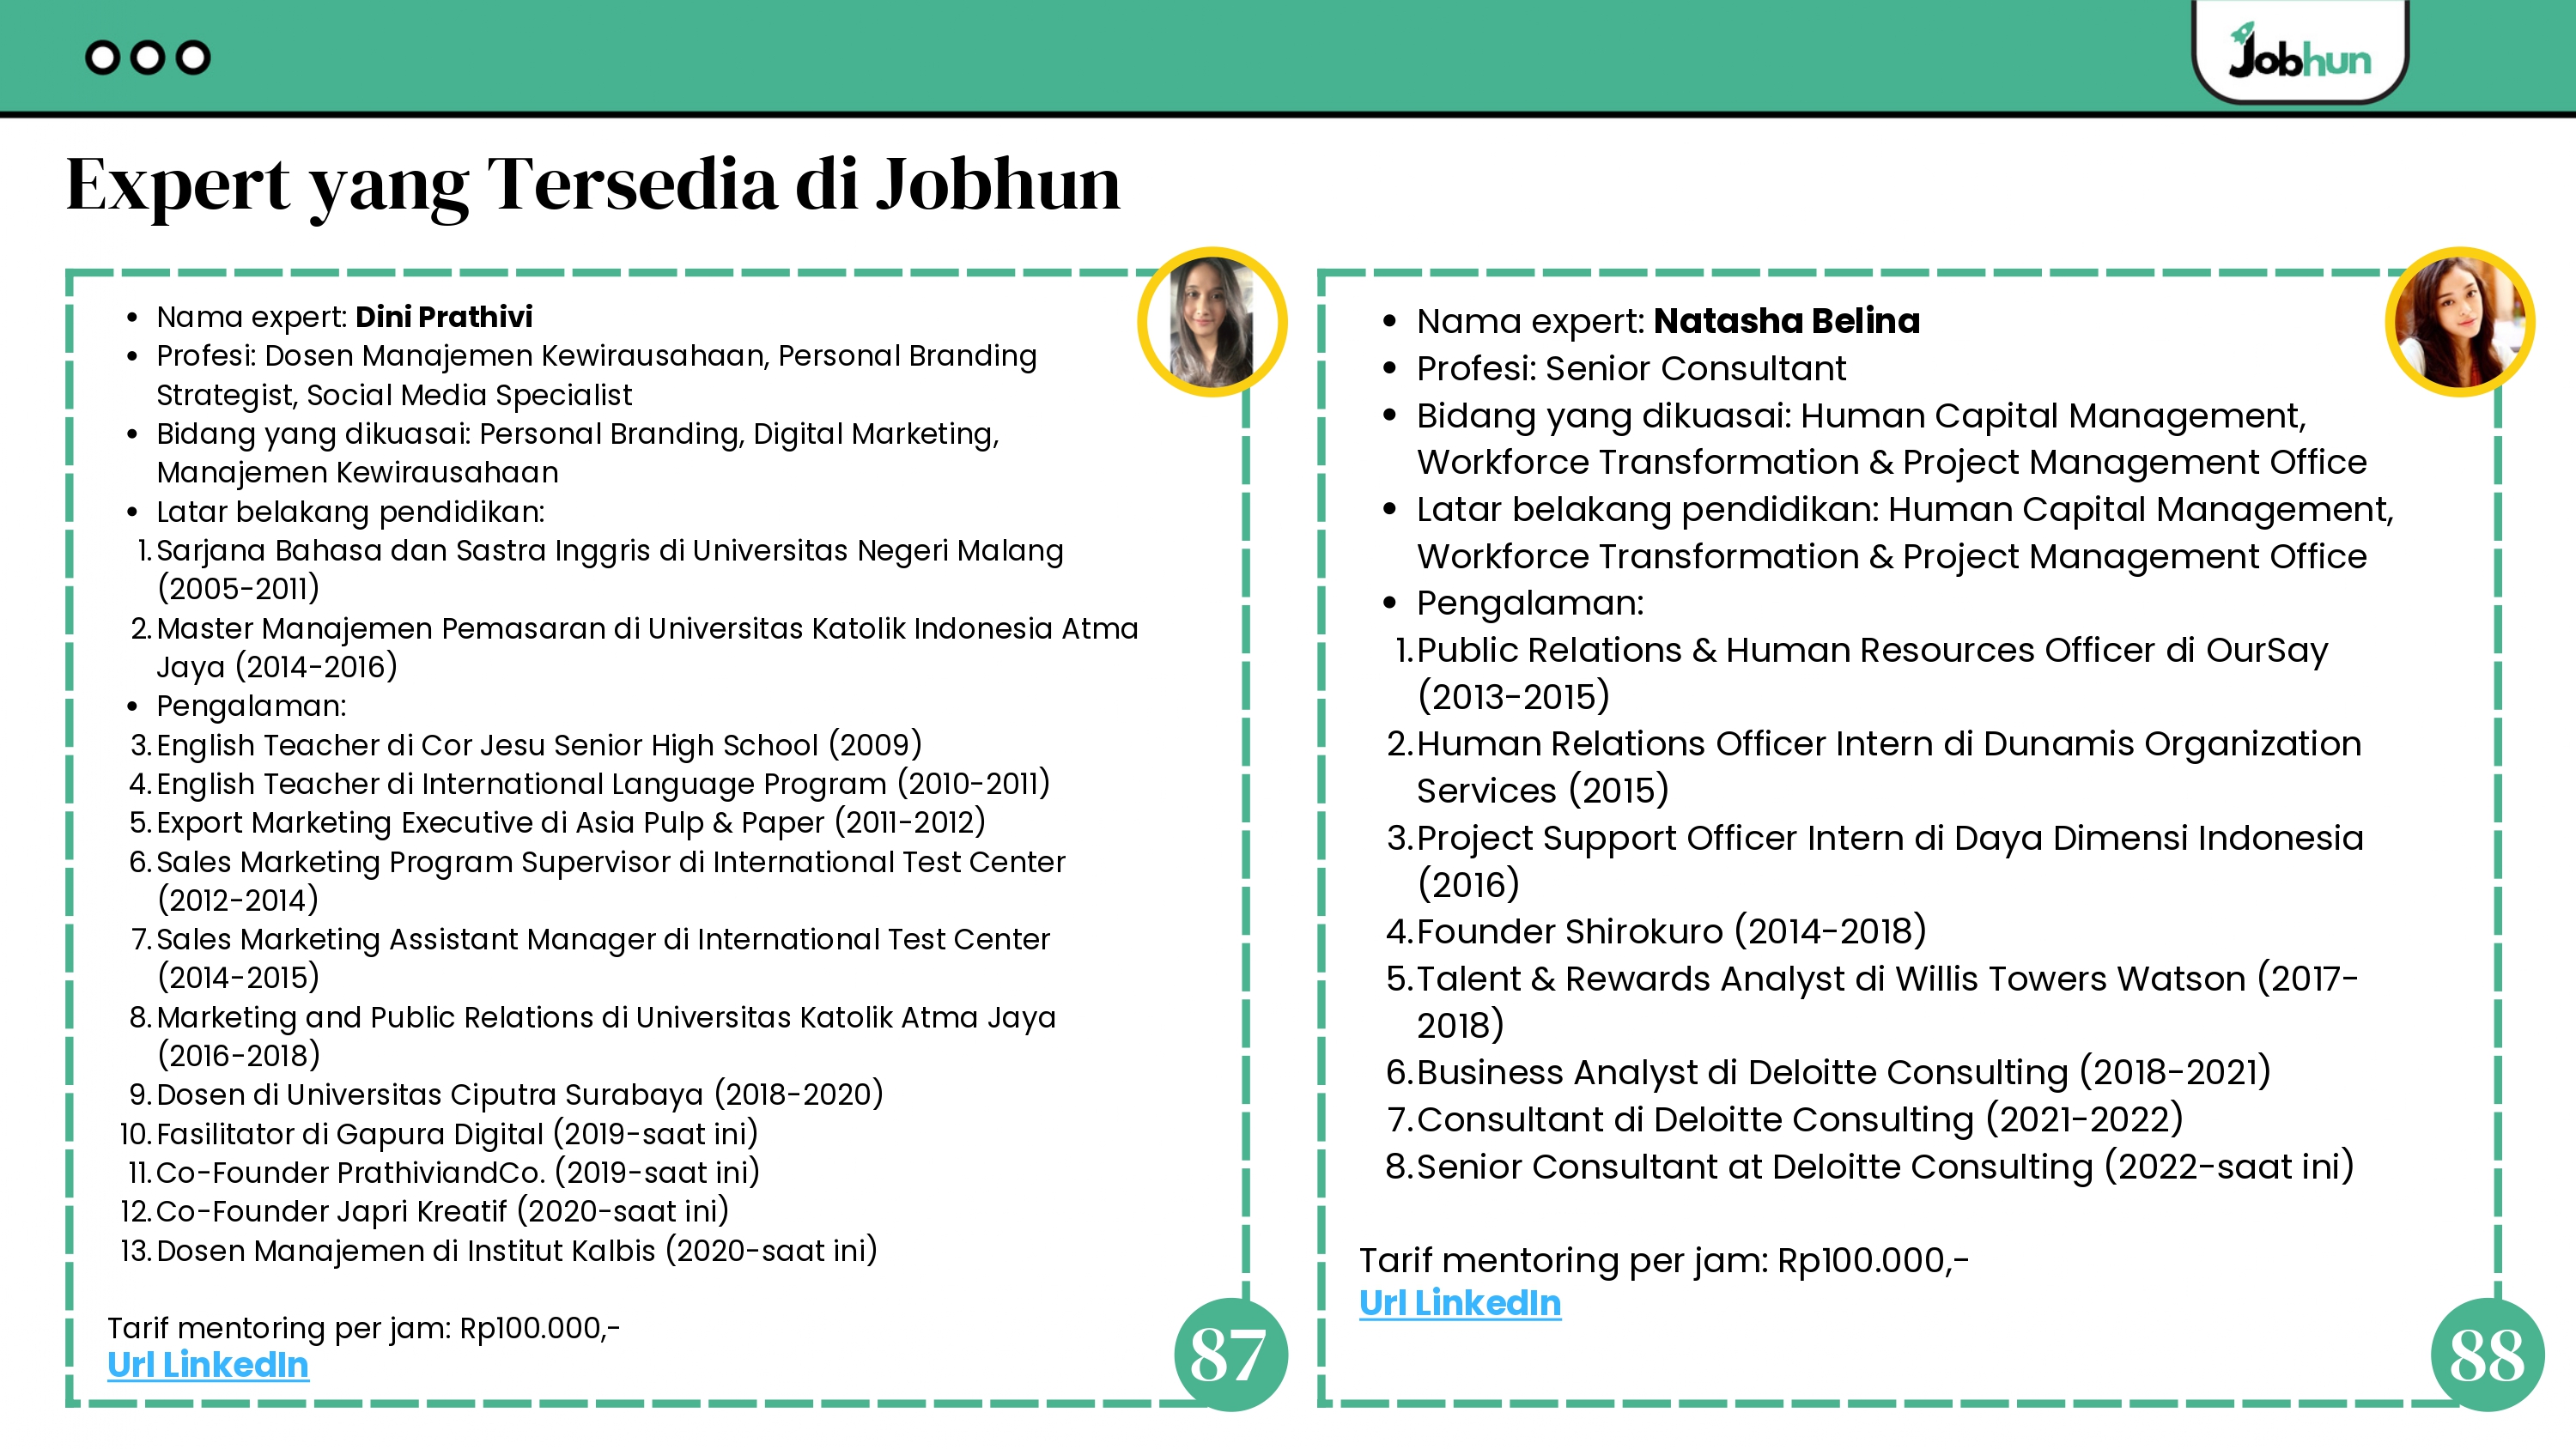 Jobhun
Expert yang Tersedia di Jobhun
• Nama expert: Dini Prathivi
• Profesi: Dosen Manajemen Kewirausahaan, Personal Branding
Strategist, Social Media Specialist
• Bidang yang dikuasai: Personal Branding, Digital Marketing,
Manajemen Kewirausahaan
• Latar belakang pendidikan:
1. Sarjana Bahasa dan Sastra Inggris di Universitas Negeri Malang
(2005-2011)
2. Master Manajemen Pemasaran di Universitas Katolik Indonesia Atma
Jaya (2014-2016)
• Pengalaman:
3. English Teacher di Cor Jesu Senior High School (2009)
4. English Teacher di International Language Program (2010-2011)
5. Export Marketing Executive di Asia Pulp & Paper (2011-2012)
6. Sales Marketing Program Supervisor di International Test Center
(2012-2014)
7. Sales Marketing Assistant Manager di International Test Center
(2014-2015)
8. Marketing and Public Relations di Universitas Katolik Atma Jaya
(2016-2018)
9. Dosen di Universitas Ciputra Surabaya (2018-2020)
10. Fasilitator di Gapura Digital (2019-saat ini)
11. Co-Founder PrathiviandCo. (2019-saat ini)
12. Co-Founder Japri Kreatif (2020-saat ini)
13. Dosen Manajemen di Institut Kalbis (2020-saat ini)
Tarif mentoring per jam: Rp100.000,-
Url LinkedIn
87
• Nama expert: Natasha Belina
• Profesi: Senior Consultant
• Bidang yang dikuasai: Human Capital Management,
Workforce Transformation & Project Management Office
• Latar belakang pendidikan: Human Capital Management,
Workforce Transformation & Project Management Office
• Pengalaman:
1. Public Relations & Human Resources Officer di OurSay
(2013-2015)
2. Human Relations Officer Intern di Dunamis Organization
Services (2015)
3. Project Support Officer Intern di Daya Dimensi Indonesia
(2016)
4. Founder Shirokuro (2014-2018)
5. Talent & Rewards Analyst di Willis Towers Watson (2017-
2018)
6. Business Analyst di Deloitte Consulting (2018-2021)
7. Consultant di Deloitte Consulting (2021-2022)
8. Senior Consultant at Deloitte Consulting (2022-saat ini)
Tarif mentoring per jam: Rp100.000,-
Url LinkedIn
88